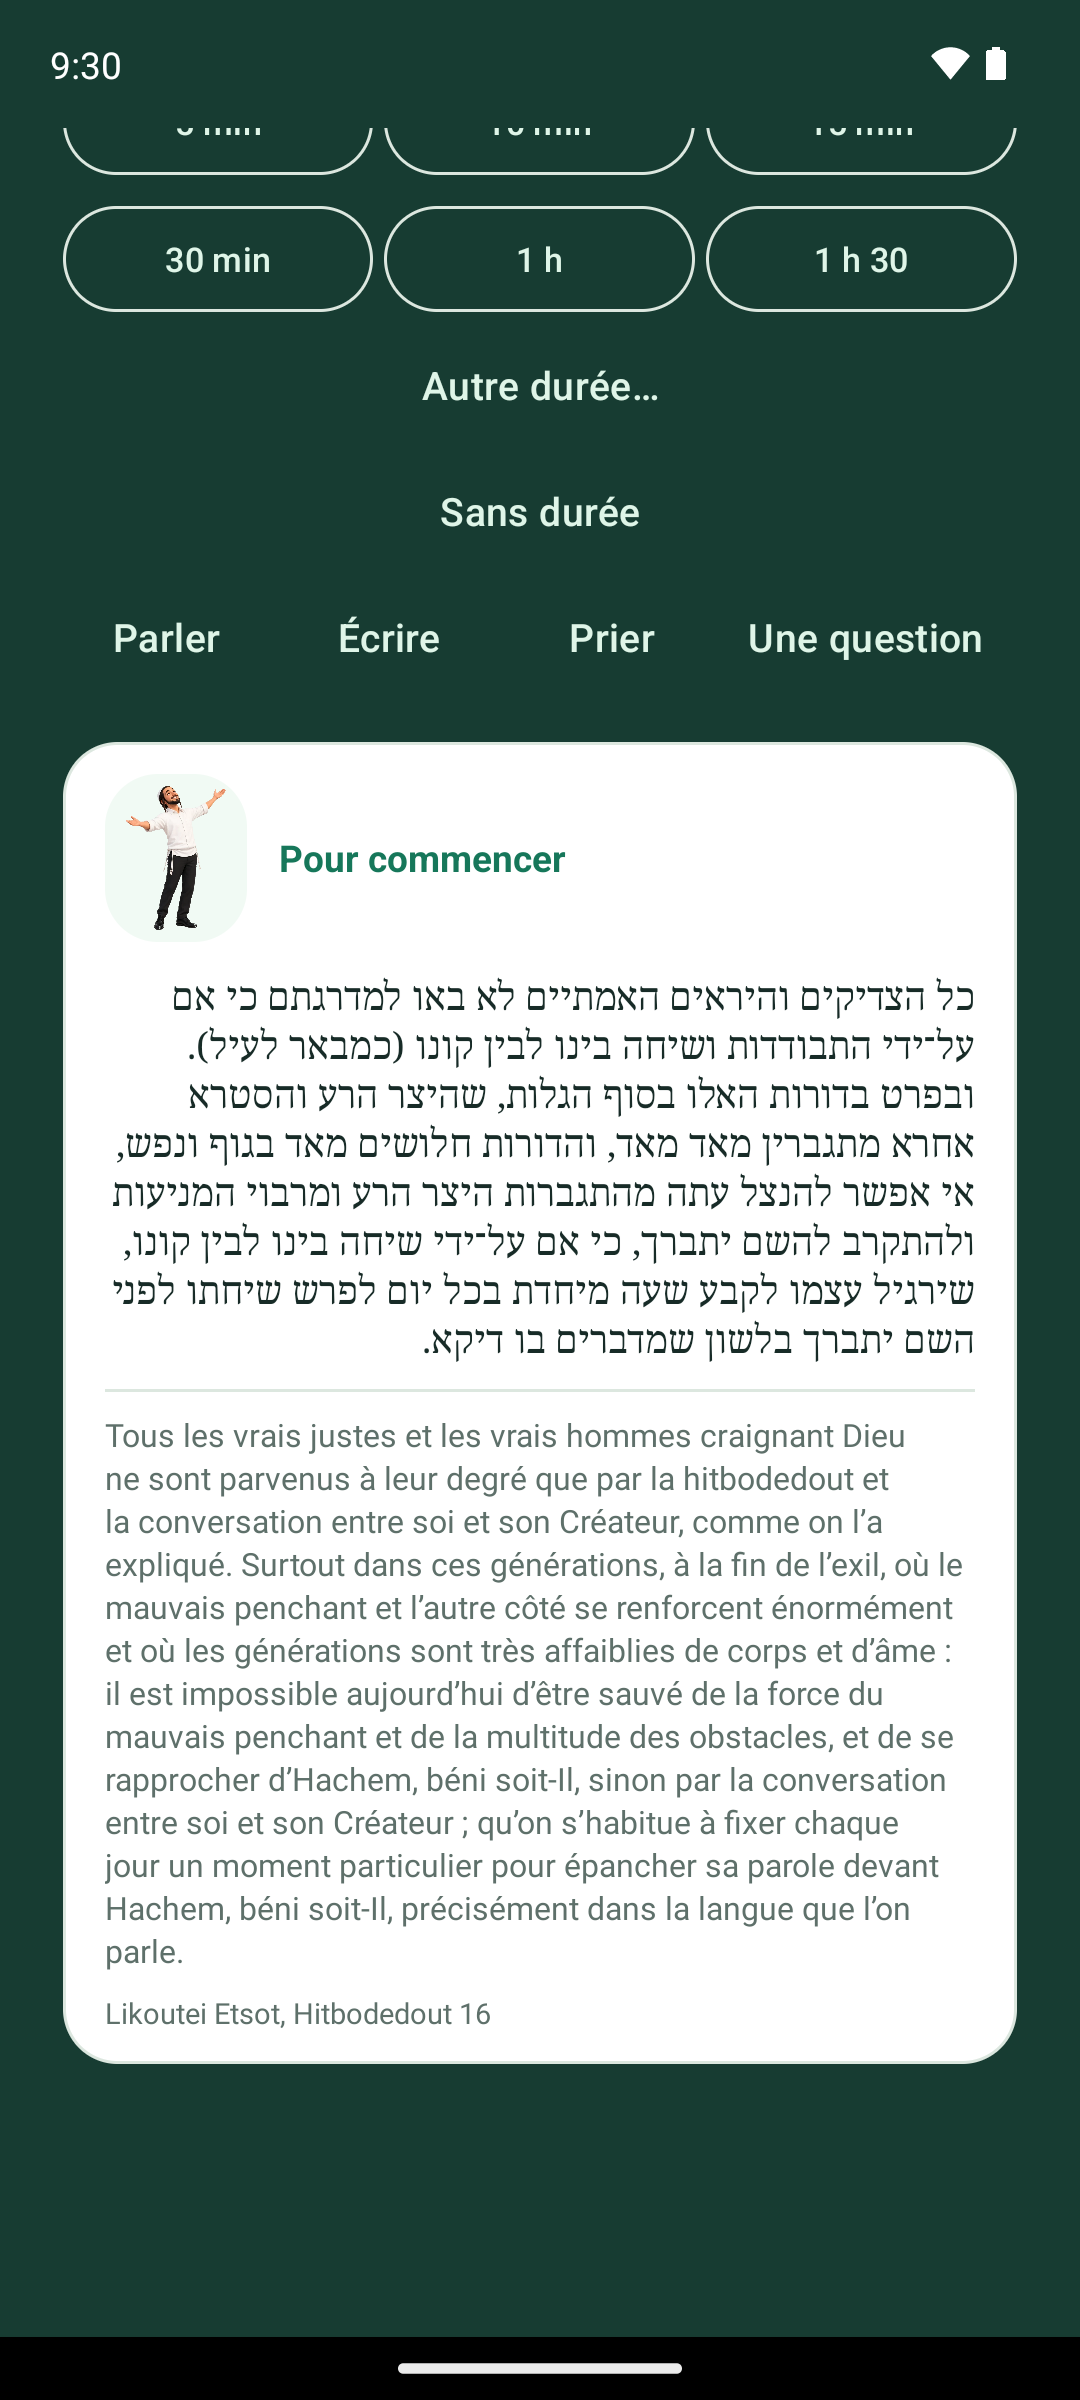 9:30
30 min
1 h
1 h 30
Autre durée…
Sans durée
Parler
Écrire
Prier
Une question
Pour commencer
כל הצדיקים והיראים האמתיים לא באו למדרגתם כי אם
על־ידי התבודדות ושיחה בינו לבין קונו (כמבאר לעיל).
ובפרט בדורות האלו בסוף הגלות, שהיצר הרע והסטרא
אחרא מתגברין מאד מאד, והדורות חלושים מאד בגוף ונפש,
אי אפשר להנצל עתה מהתגברות היצר הרע ומרבוי המניעות
ולהתקרב להשם יתברך, כי אם על־ידי שיחה בינו לבין קונו,
שירגיל עצמו לקבע שעה מיחדת בכל יום לפרש שיחתו לפני
השם יתברך בלשון שמדברים בו דיקא.
Tous les vrais justes et les vrais hommes craignant Dieu
ne sont parvenus à leur degré que par la hitbodedout et
la conversation entre soi et son Créateur, comme on l’a
expliqué. Surtout dans ces générations, à la fin de l’exil, où le
mauvais penchant et l’autre côté se renforcent énormément
et où les générations sont très affaiblies de corps et d’âme :
il est impossible aujourd’hui d’être sauvé de la force du
mauvais penchant et de la multitude des obstacles, et de se
rapprocher d’Hachem, béni soit-Il, sinon par la conversation
entre soi et son Créateur ; qu’on s’habitue à fixer chaque
jour un moment particulier pour épancher sa parole devant
Hachem, béni soit-Il, précisément dans la langue que l’on
parle.
Likoutei Etsot, Hitbodedout 16